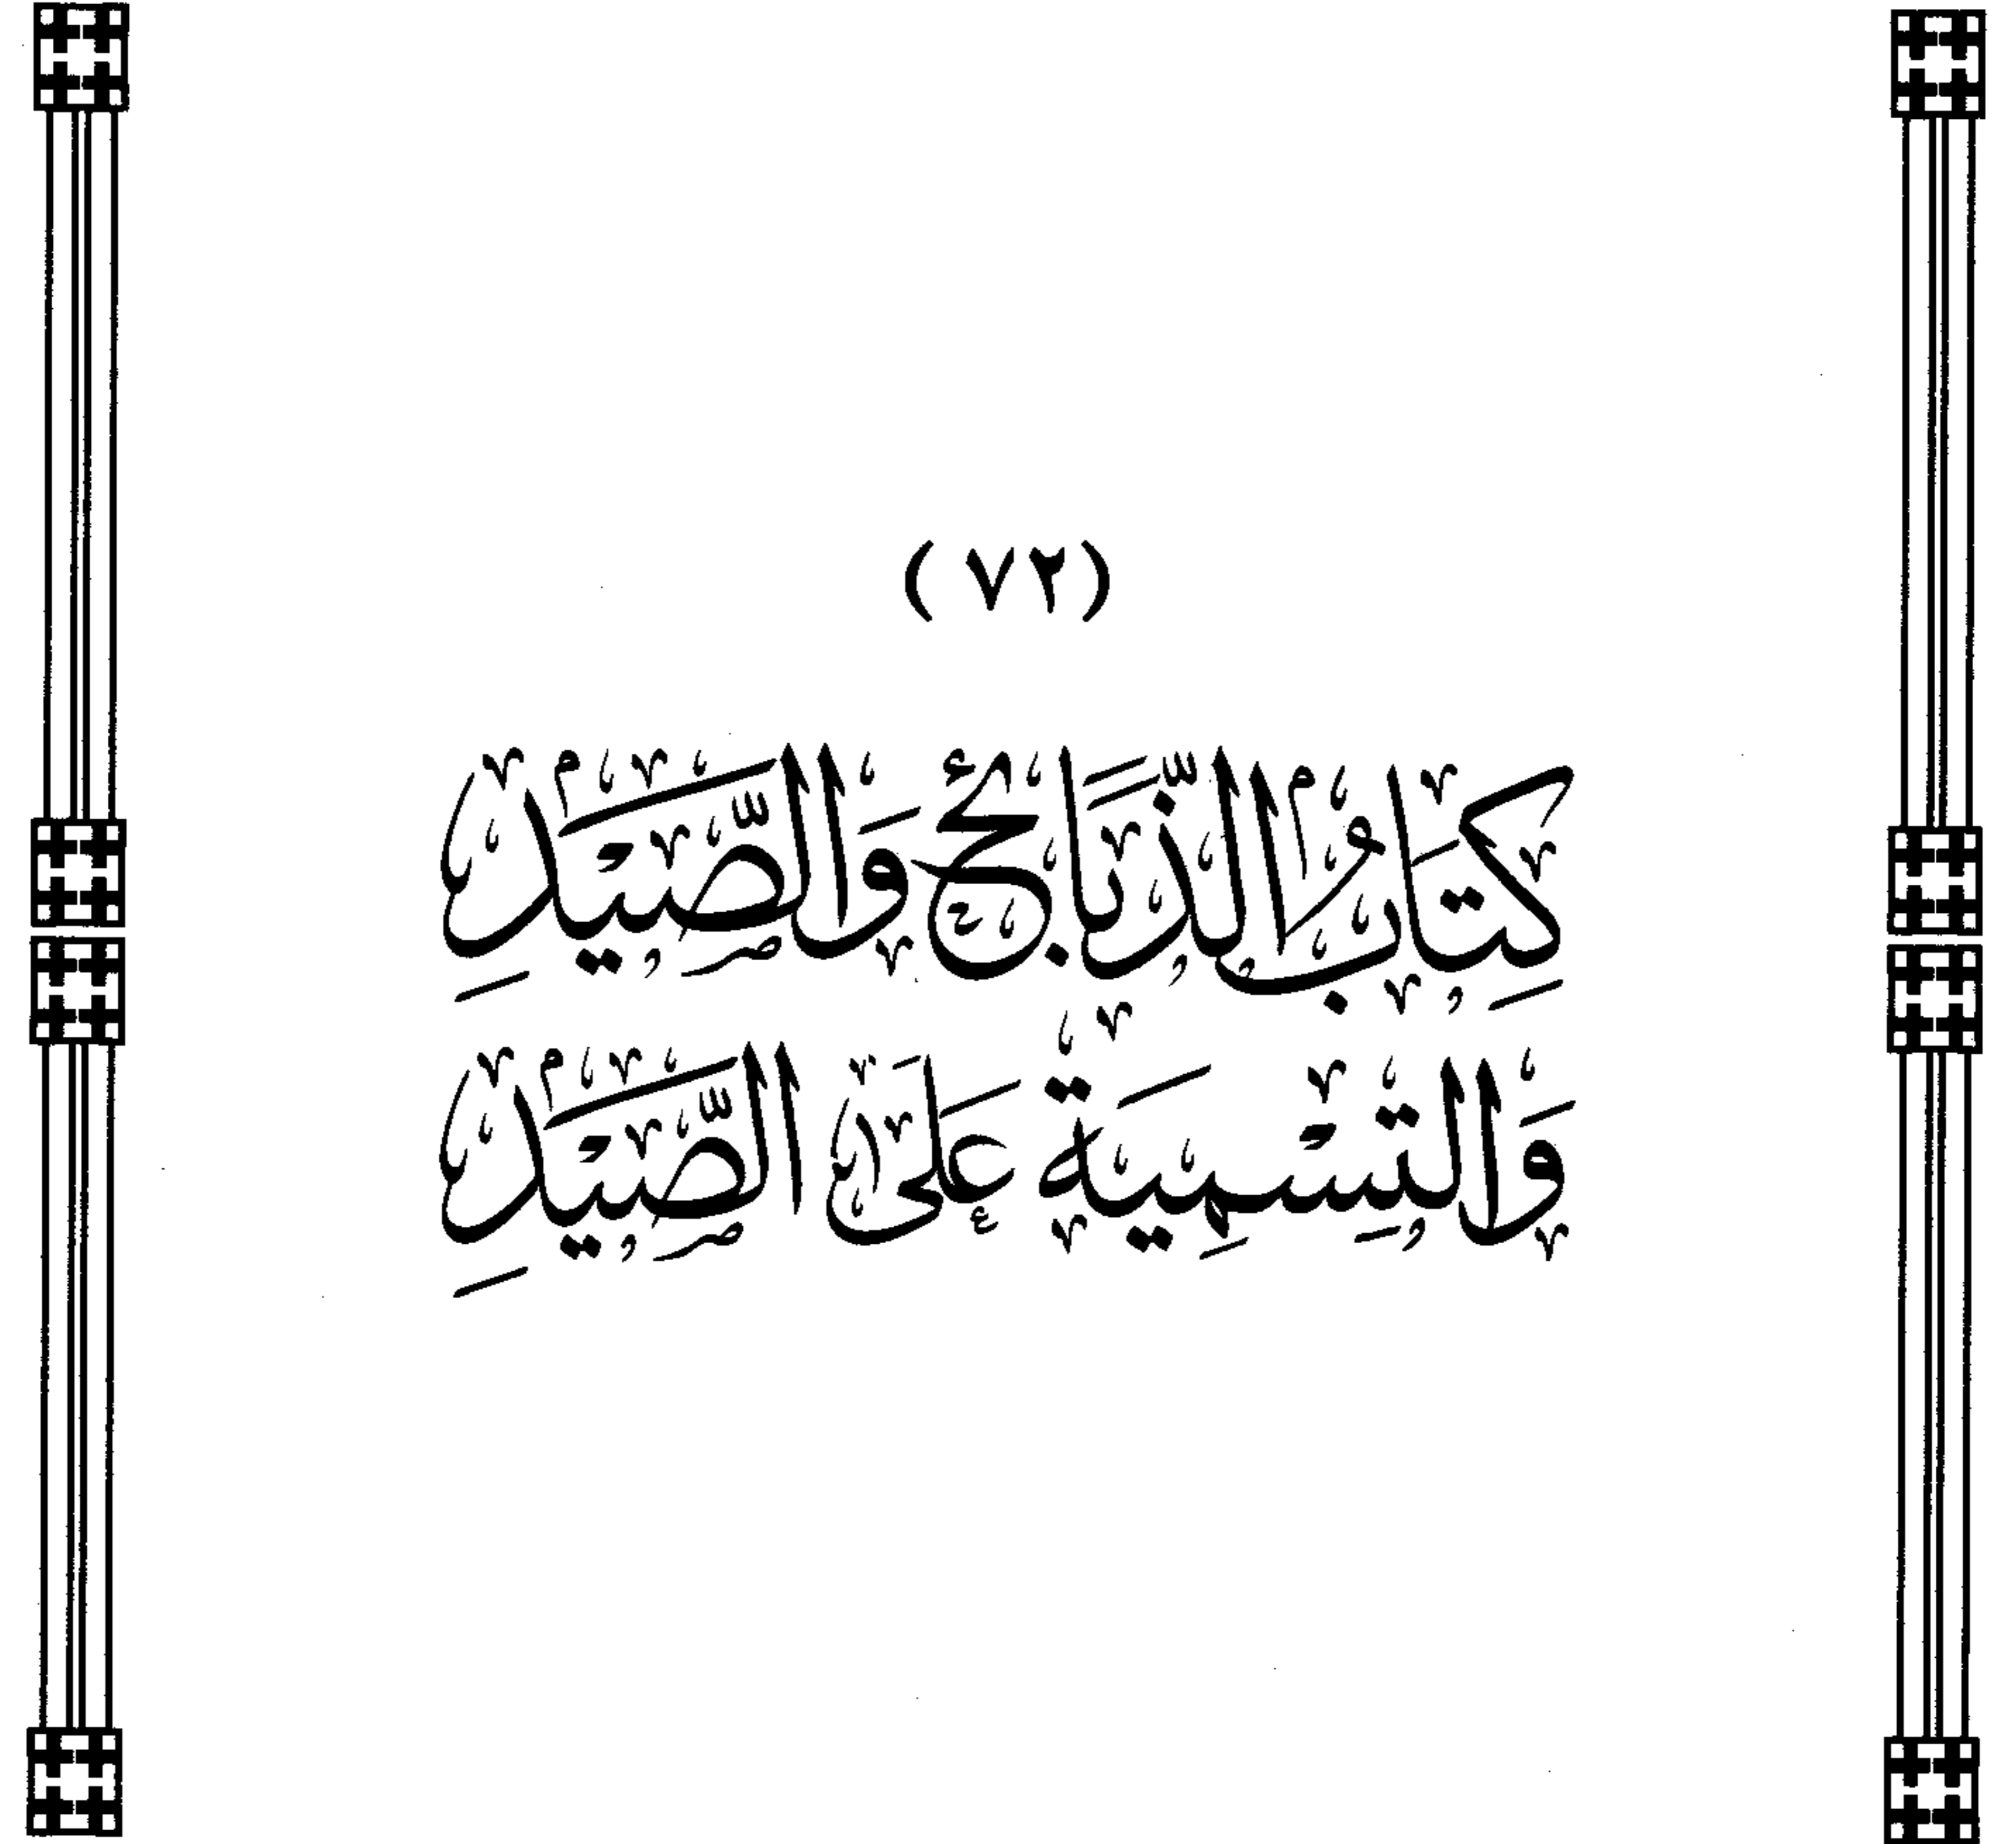 (٧٢)
كِتَابُ الذَّبَائِحِ وَالصَّيْدِ
وَالتَّسْمِيَةِ عَلَى الصَّيْدِ